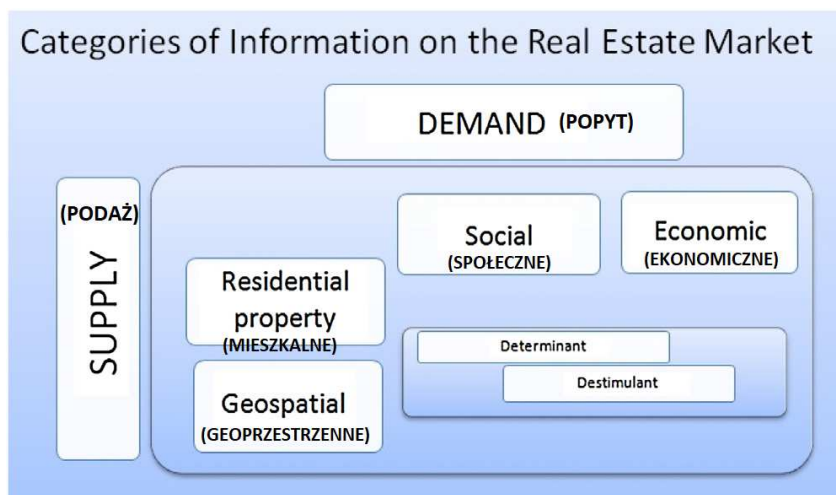 Categories of Information on the Real Estate Market
DEMAND (POPYT)
(PODAŻ)
SUPPLY
Social
(SPOŁECZNE)
Economic
(EKONOMICZNE)
Residential
property
(MIESZKALNE)
Geospatial
(GEOPRZESTRZENNE)
Determinant
Destimulant